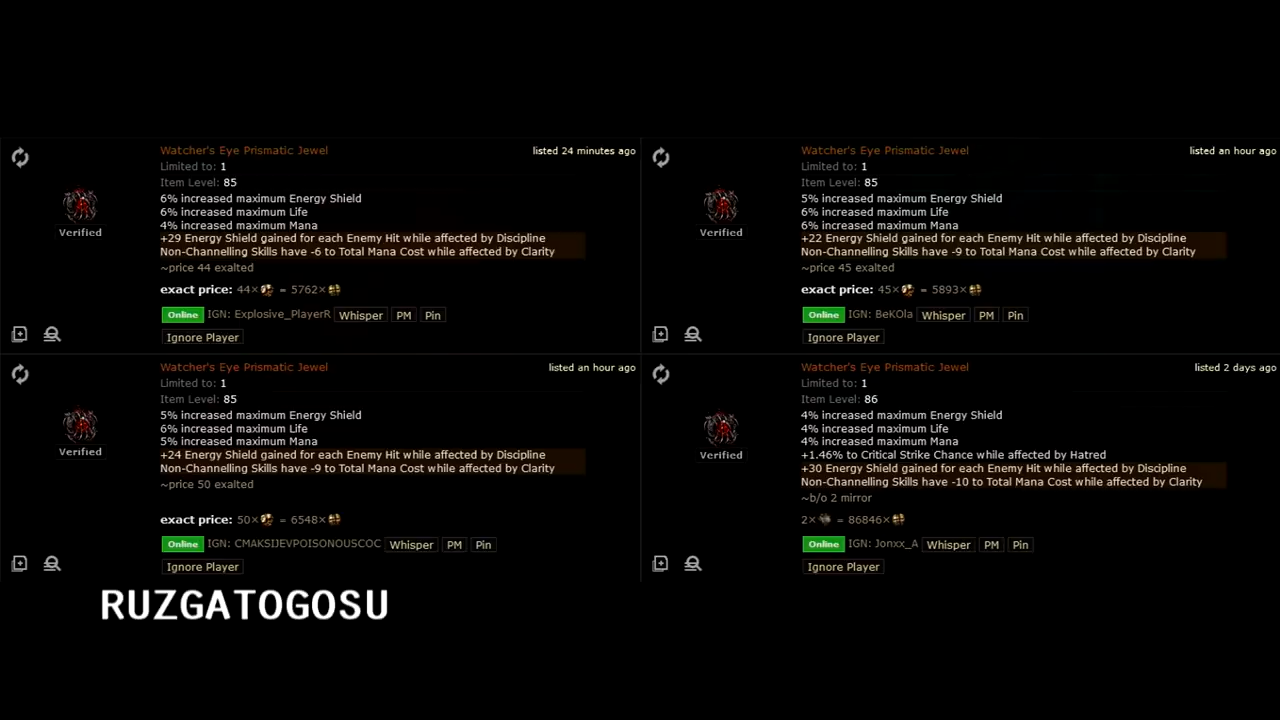 Watcher's Eye Prismatic Jewel
listed 24 minutes ago
Limited to: 1
Item Level: 85
6% increased maximum Energy Shield
6% increased maximum Life
Verified
4% increased maximum Mana
+29 Energy Shield gained for each Enemy Hit while affected by Discipline
Non-Channelling Skills have -6 to Total Mana Cost while affected by Clarity
~price 44 exalted
exact price: 44× = 5762×
Online IGN: Explosive_PlayerR Whisper PM Pin
Ignore Player
Watcher's Eye Prismatic Jewel
listed an hour ago
Limited to: 1
Item Level: 85
5% increased maximum Energy Shield
6% increased maximum Life
Verified
6% increased maximum Mana
+22 Energy Shield gained for each Enemy Hit while affected by Discipline
Non-Channelling Skills have -9 to Total Mana Cost while affected by Clarity
~price 45 exalted
exact price: 45× = 5893×
Online IGN: BeKOla Whisper PM Pin
Ignore Player
Watcher's Eye Prismatic Jewel
listed an hour ago
Limited to: 1
Item Level: 85
5% increased maximum Energy Shield
6% increased maximum Life
5% increased maximum Mana
Verified
+24 Energy Shield gained for each Enemy Hit while affected by Discipline
Non-Channelling Skills have -9 to Total Mana Cost while affected by Clarity
~price 50 exalted
exact price: 50× = 6548×
Online IGN: CMAKSIJEVPOISONOUSCOC Whisper PM Pin
Ignore Player
Watcher's Eye Prismatic Jewel
listed 2 days ago
Limited to: 1
Item Level: 86
4% increased maximum Energy Shield
4% increased maximum Life
4% increased maximum Mana
Verified
+1.46% to Critical Strike Chance while affected by Hatred
+30 Energy Shield gained for each Enemy Hit while affected by Discipline
Non-Channelling Skills have -10 to Total Mana Cost while affected by Clarity
~b/o 2 mirror
2× = 86846×
Online IGN: Jonxx_A Whisper PM Pin
Ignore Player
RUZGATOGOSU